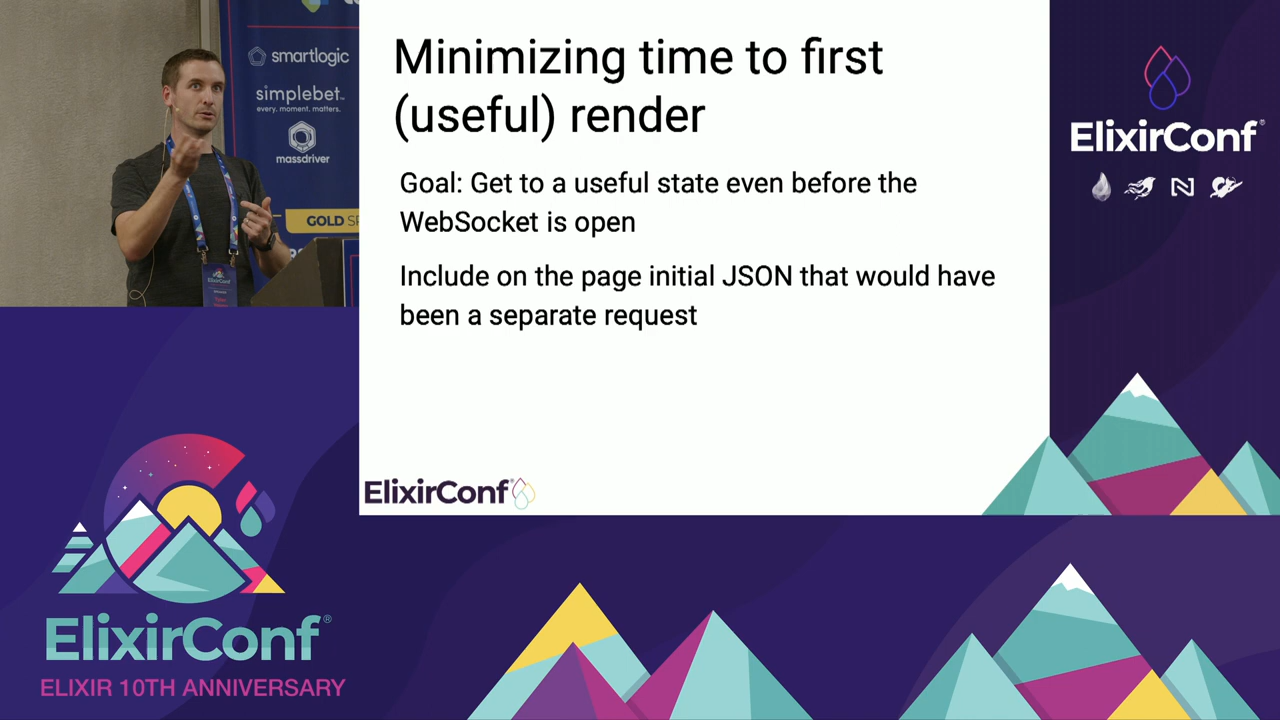 smartlogic
simplebet
every. moment. matters.
massdriver
GOLD SP
ElixirConf
Minimizing time to first
(useful) render
Goal: Get to a useful state even before the
WebSocket is open
Include on the page initial JSON that would have
been a separate request
ElixirConf
ElixirConf®
ElixirConf®
ELIXIR 10TH ANNIVERSARY